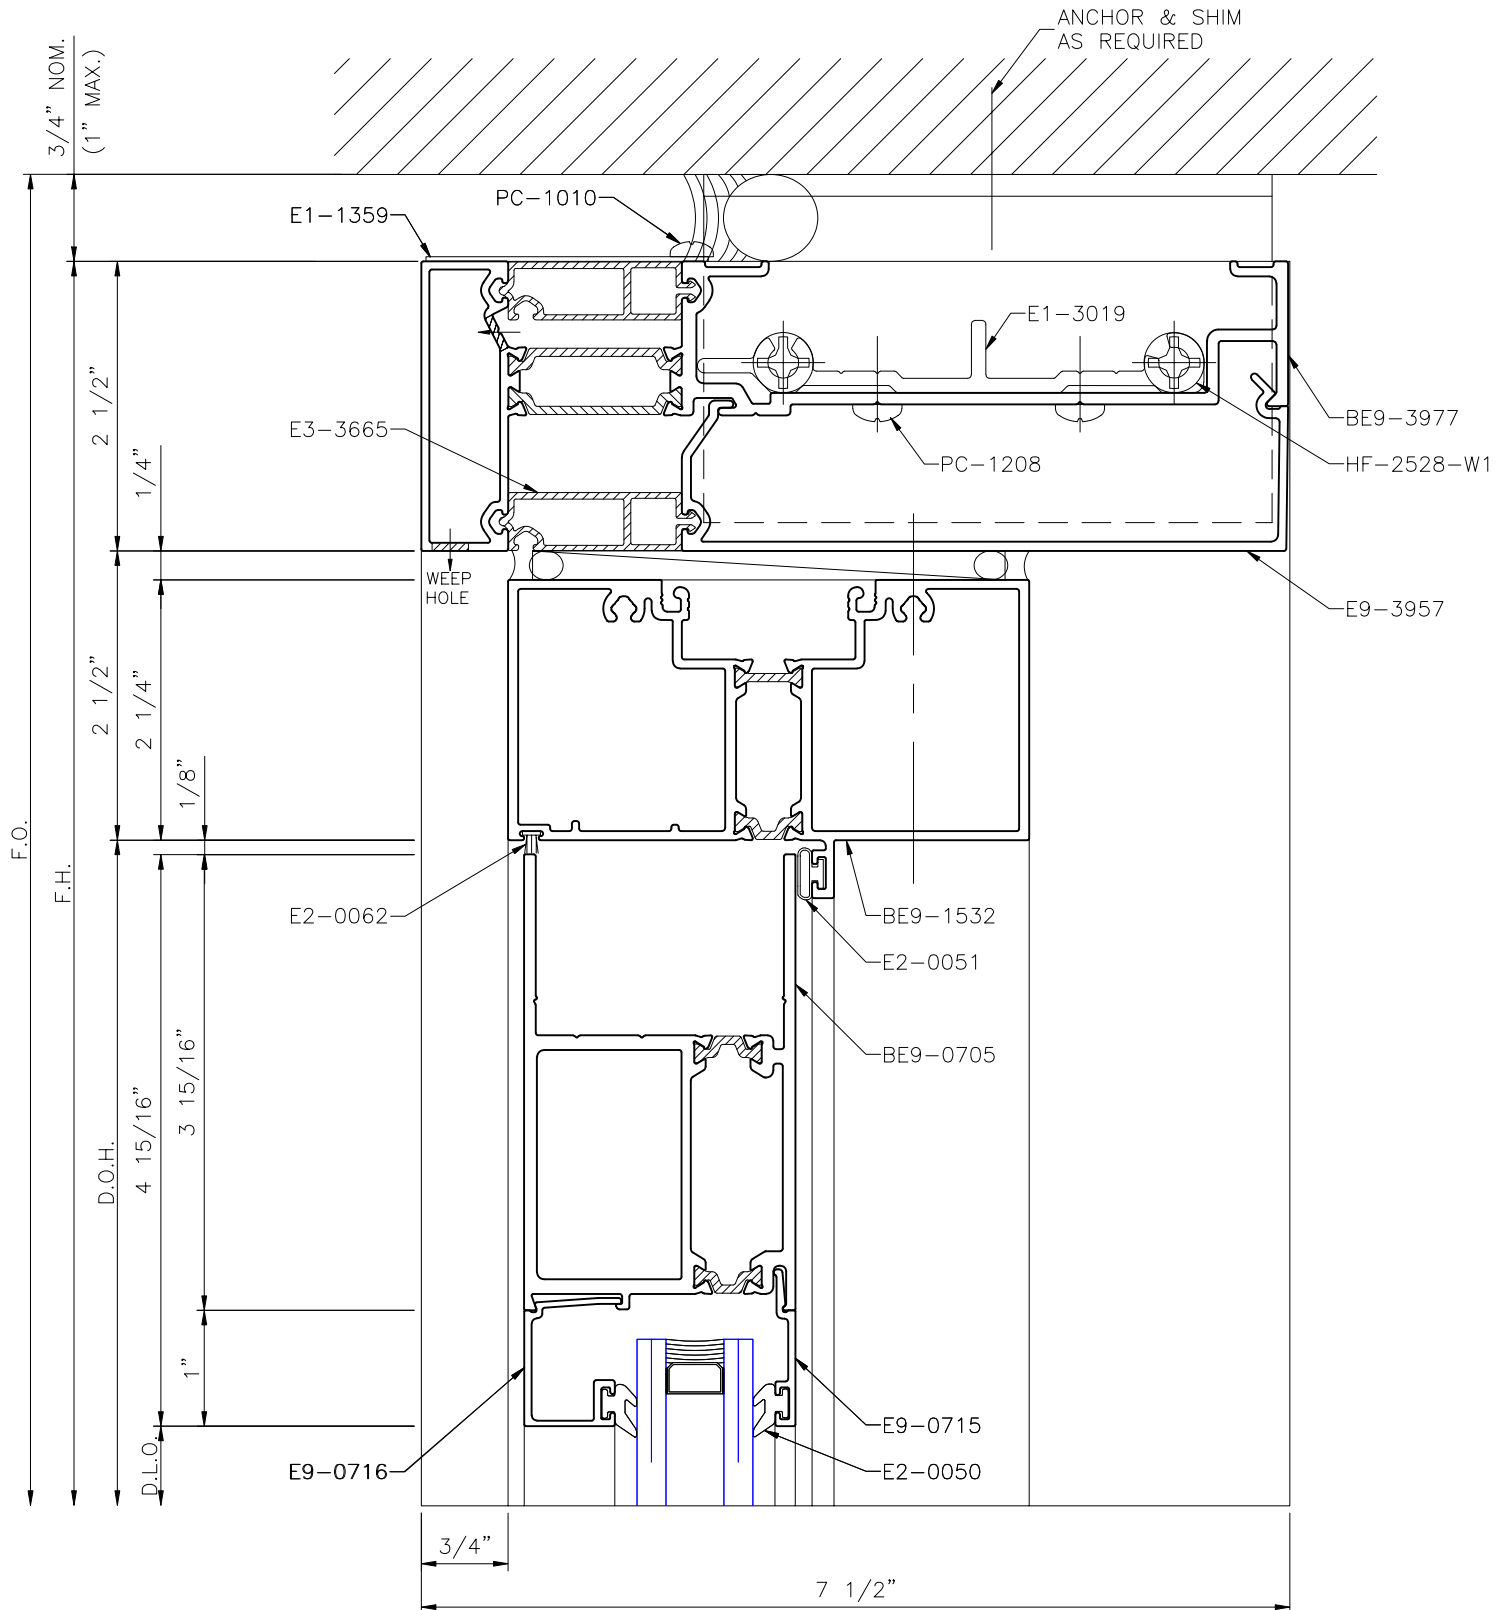 ANCHOR & SHIM
AS REQUIRED
3/4” NOM.
(1” MAX.)
PC-1010
E1-1359
E1-3019
2 1/2”
BE9-3977
E3-3665
1/4”
PC-1208
HF-2528-W1
WEEP
HOLE
E9-3957
2 1/2”
2 1/4”
1/8”
F.O.
F.H.
E2-0062
BE9-1532
E2-0051
3 15/16”
BE9-0705
4 15/16”
D.O.H.
1”
E9-0715
D.L.O.
E9-0716
E2-0050
3/4”
7 1/2”